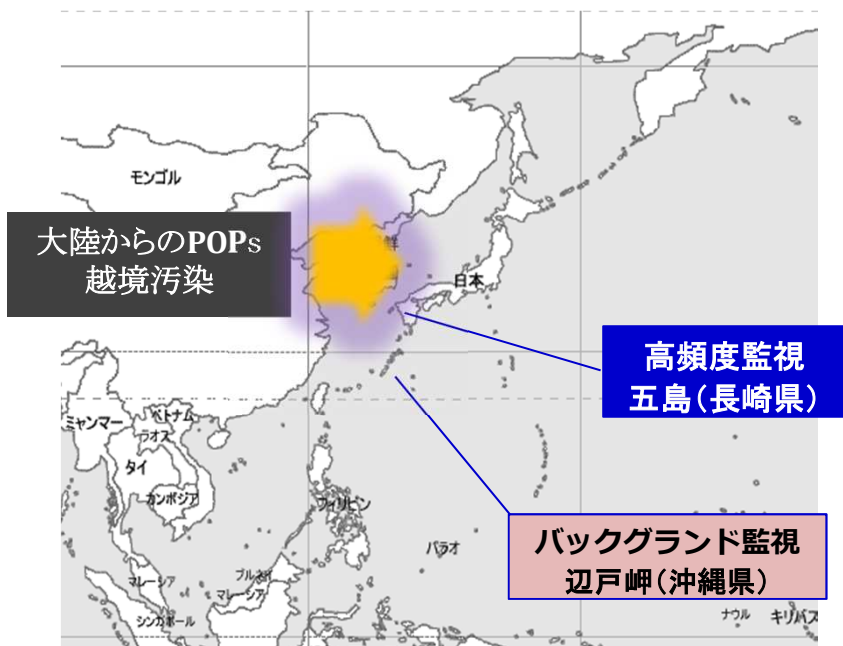 モンゴル
大陸からのPOPs
越境汚染
鮮
日本
高頻度監視
五島(長崎県)
ミャンマー
ベトナム
ラオス
タイ
カンボジア
フィリピン
バックグランド監視
辺戸岬(沖縄県)
パラオ
マレーシア
ブルネイ
マレーシア
シンガポール
ナウル
キリバス